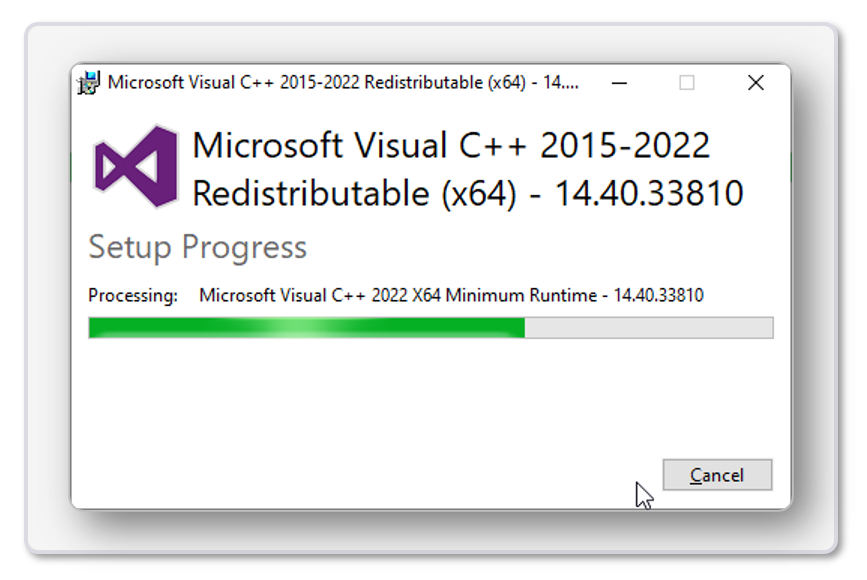 Microsoft Visual C++ 2015-2022 Redistributable (x64) - 14....
Microsoft Visual C++ 2015-2022
Redistributable (x64) - 14.40.33810
Setup Progress
Processing: Microsoft Visual C++ 2022 X64 Minimum Runtime - 14.40.33810
Cancel